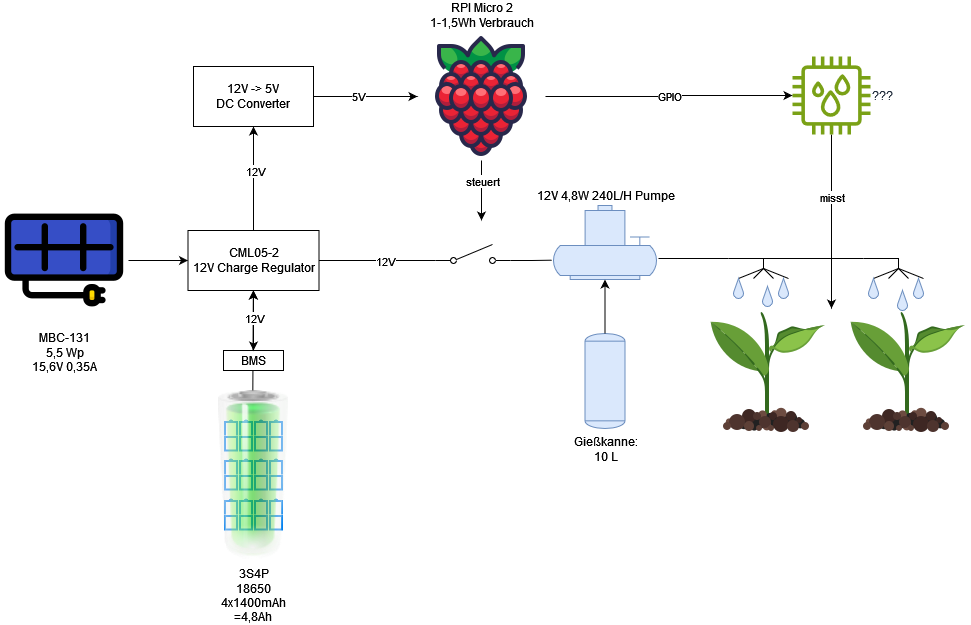 RPI Micro 2
1-1,5Wh Verbrauch
12V -> 5V
DC Converter
5V
GPIO
???
12V
steuert
misst
12V 4,8W 240L/H Pumpe
CML05-2
12V Charge Regulator
12V
12V
MBC-131
5,5 Wp
15,6V 0,35A
BMS
Gießkanne:
10 L
3S4P
18650
4x1400mAh
=4,8Ah